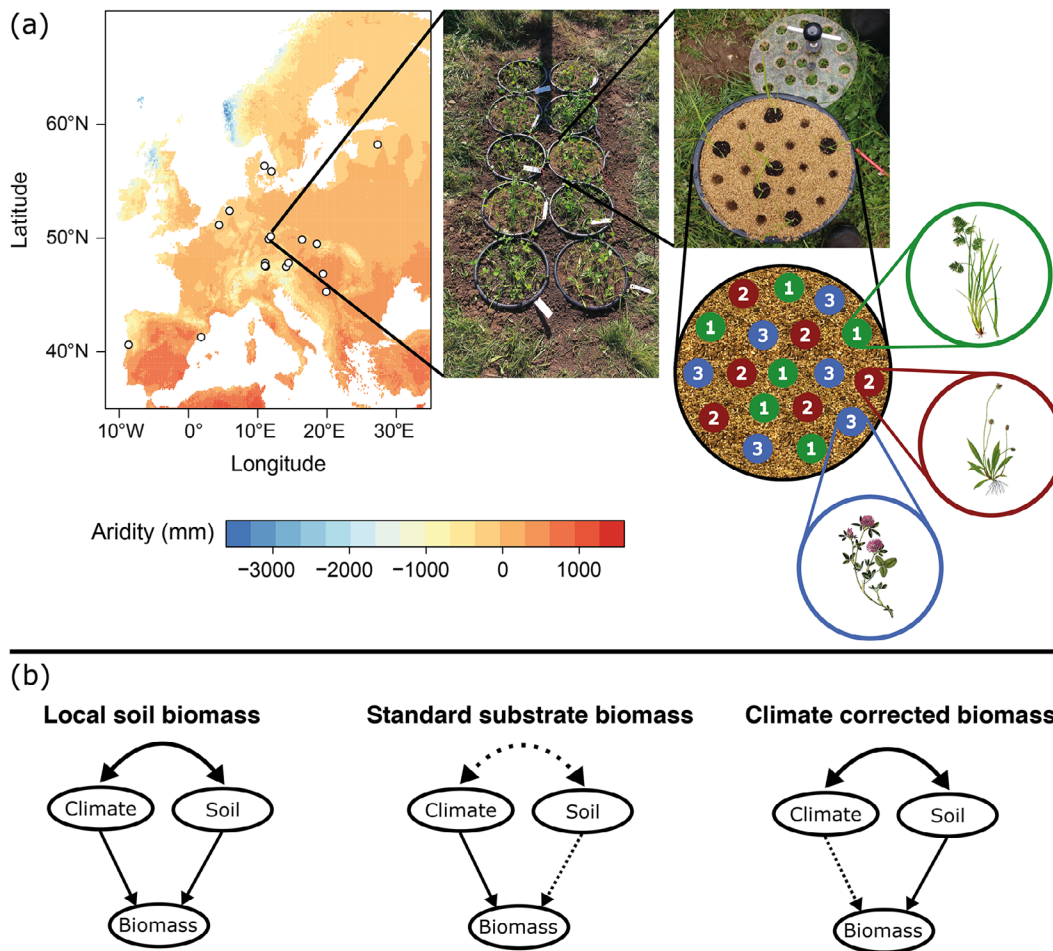 (a)
60°N
50°N
40°N
Latitude
10°W 0° 10°E 20°E 30°E
Longitude
Aridity (mm)
−3000 −2000 −1000 0 1000
1
2 3
1 3 2 1
3 2 1 3 2
2 1 2 3
3 1
(b)
Local soil biomass
Climate Soil
Biomass
Standard substrate biomass
Climate Soil
Biomass
Climate corrected biomass
Climate Soil
Biomass